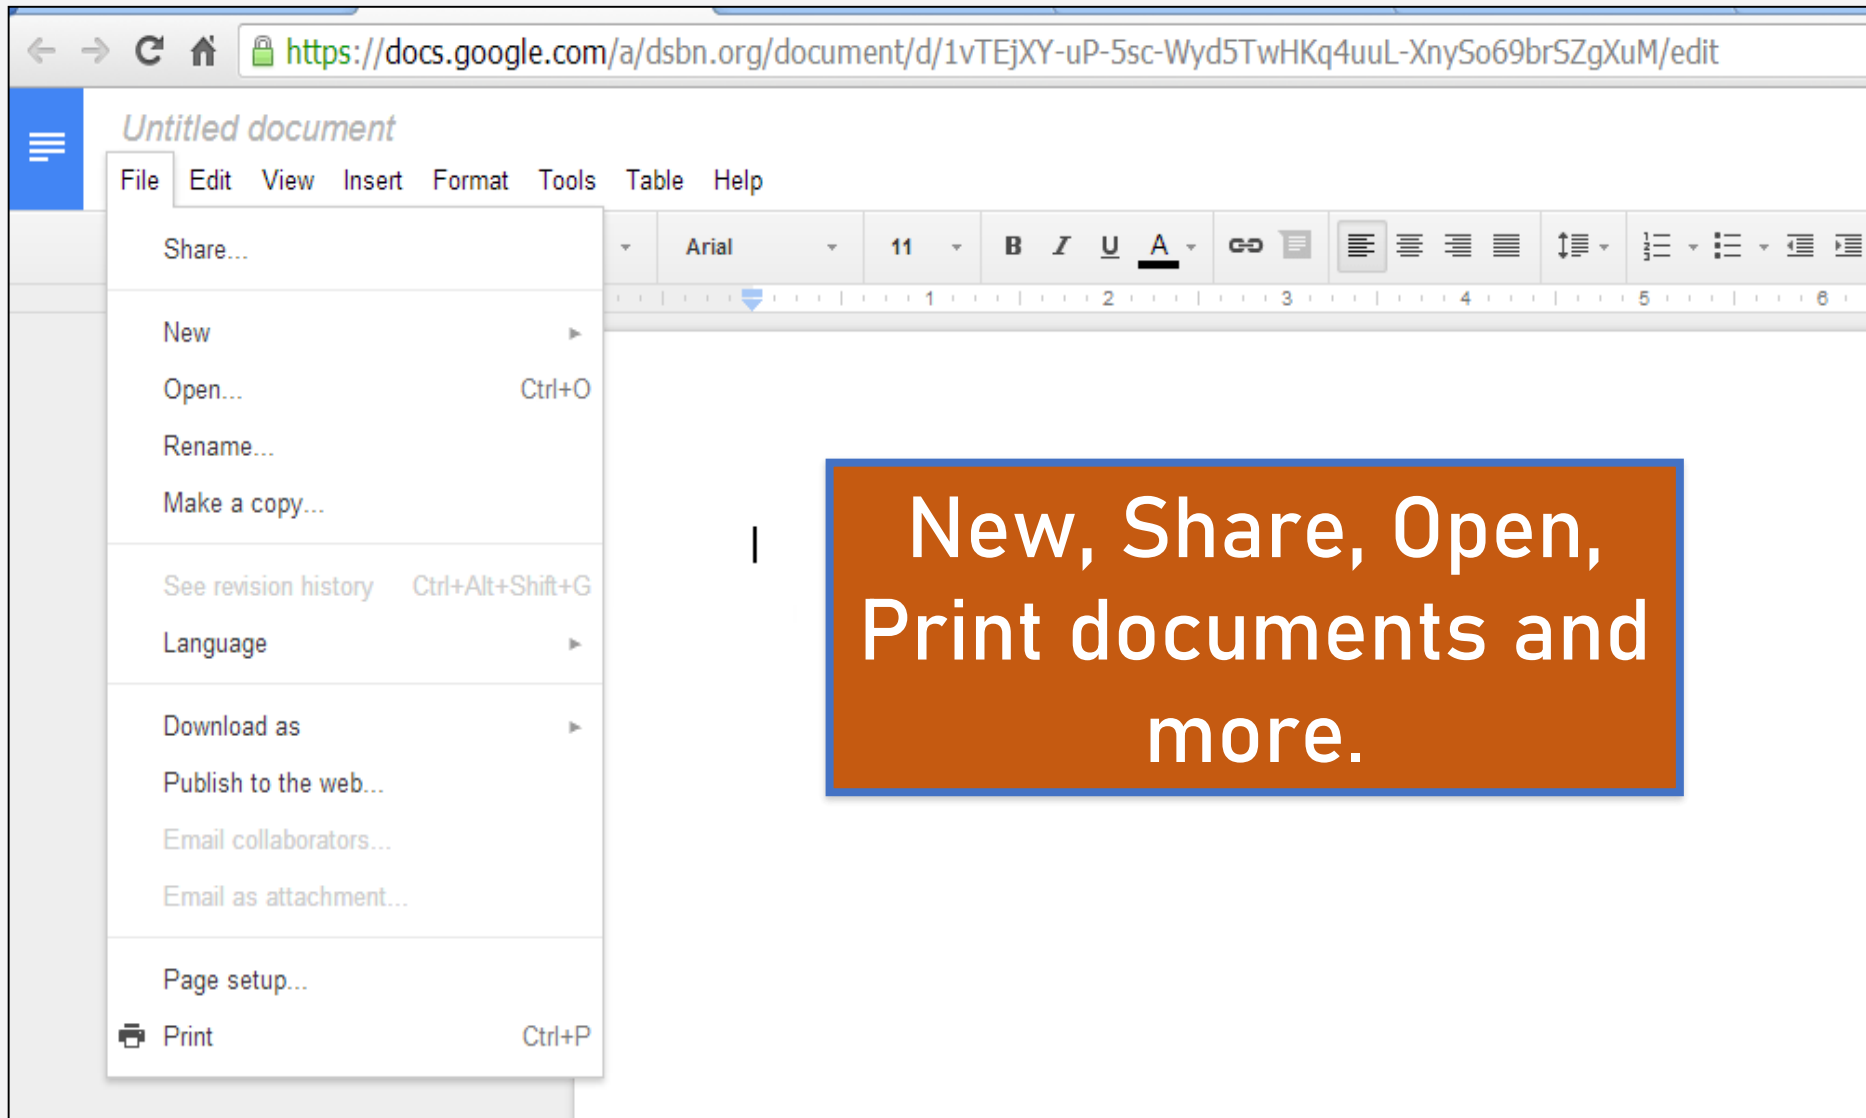 https://docs.google.com/a/dsbn.org/document/d/1vTEjXY-uP-5sc-Wyd5TwHKq4uuL-XnySo69brSZgXuM/edit
Untitled document
File Edit View Insert Format Tools Table Help
Arial 11 B I U A
1 2 3 4 5 6
Share...
New
Open... Ctrl+O
Rename...
Make a copy...
See revision history Ctrl+Alt+Shift+G
Language
Download as
Publish to the web...
Email collaborators...
Email as attachment...
Page setup...
Print Ctrl+P
New, Share, Open,
Print documents and
more.